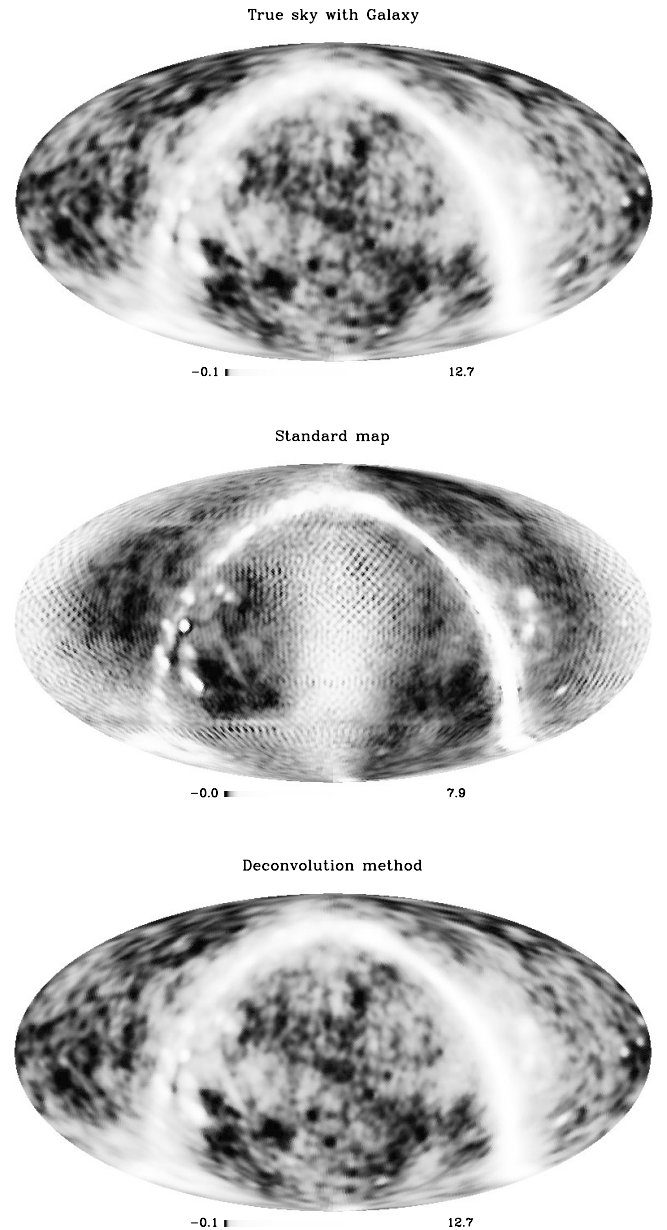 True sky with Galaxy
-0.1 12.7
Standard map
-0.0 7.9
Deconvolution method
-0.1 12.7